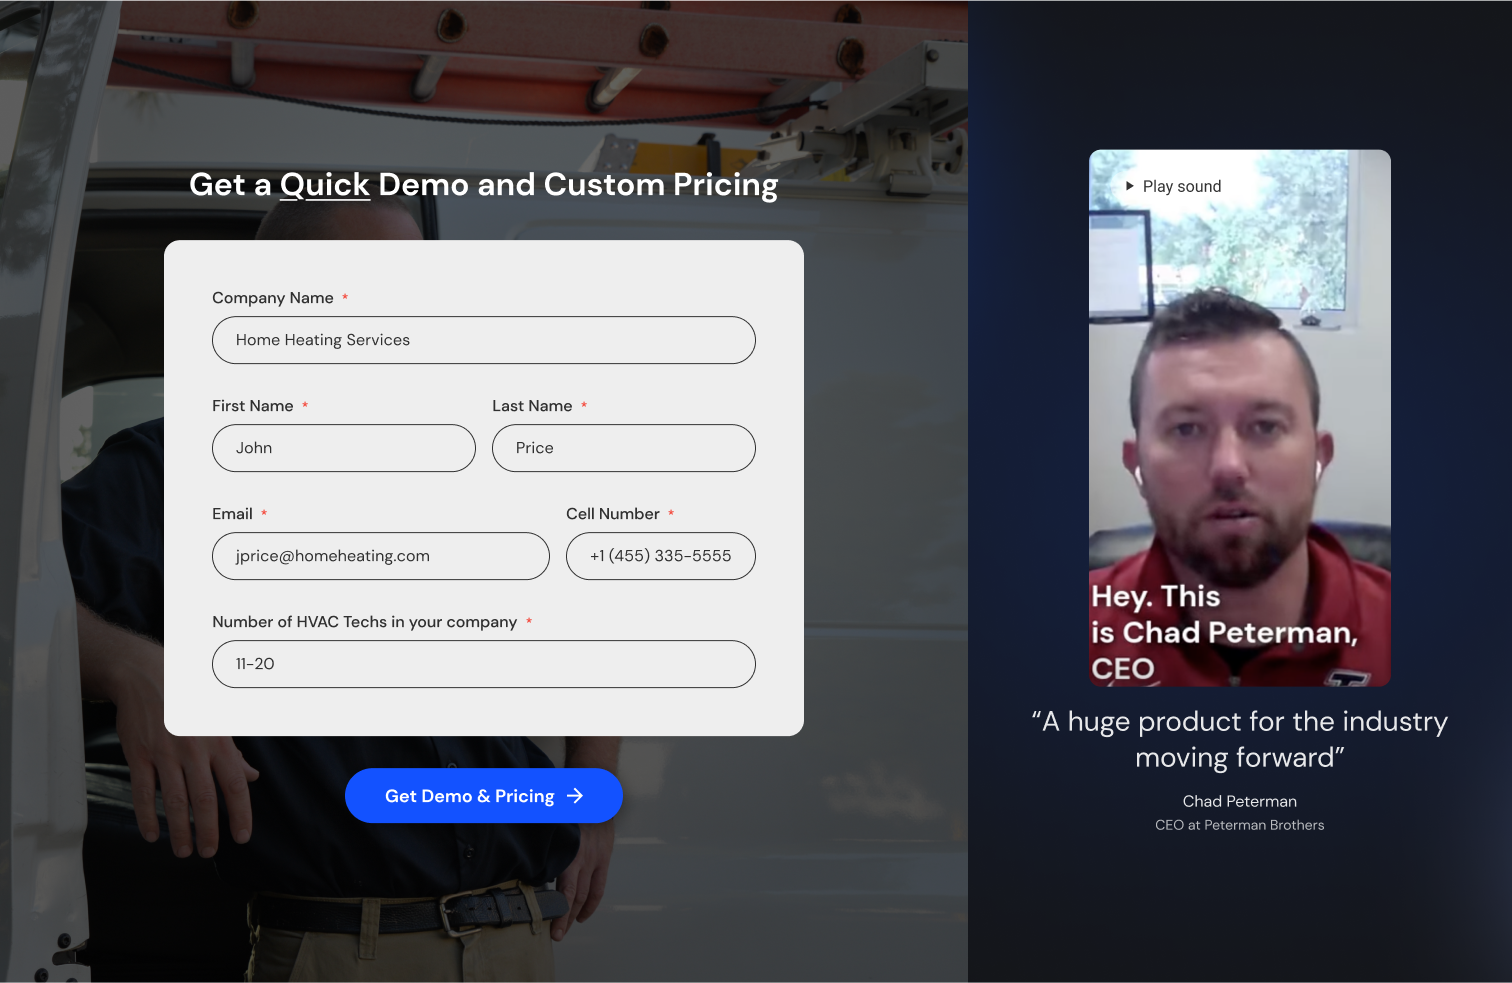 Get a Quick Demo and Custom Pricing
Company Name *
Home Heating Services
First Name *
Last Name *
John
Price
Email *
Cell Number *
jprice@homeheating.com
+1 (455) 335-5555
Number of HVAC Techs in your company *
11-20
Get Demo & Pricing
Play sound
Hey. This
is Chad Peterman,
CEO
“A huge product for the industry
moving forward”
Chad Peterman
CEO at Peterman Brothers